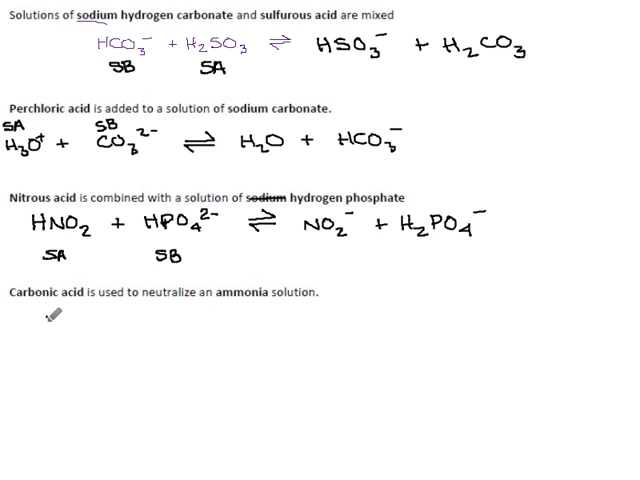 Solutions of sodium hydrogen carbonate and sulfurous acid are mixed
HCO₃⁻ + H₂SO₃ ⇌ HSO₃⁻ + H₂CO₃
SB SA
Perchloric acid is added to a solution of sodium carbonate.
SA SB
H₃O⁺ + CO₃²⁻ ⇌ H₂O + HCO₃⁻
Nitrous acid is combined with a solution of sodium hydrogen phosphate
HNO₂ + HPO₄²⁻ ⇌ NO₂⁻ + H₂PO₄⁻
SA SB
Carbonic acid is used to neutralize an ammonia solution.